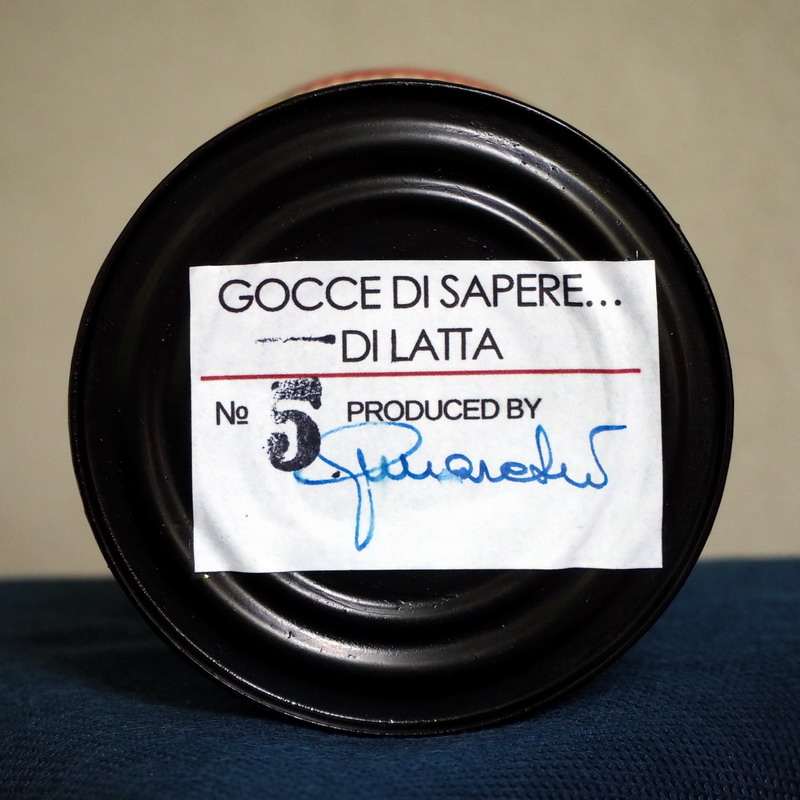 GOCCE DI SAPERE...
DI LATTA
No 5 PRODUCED BY